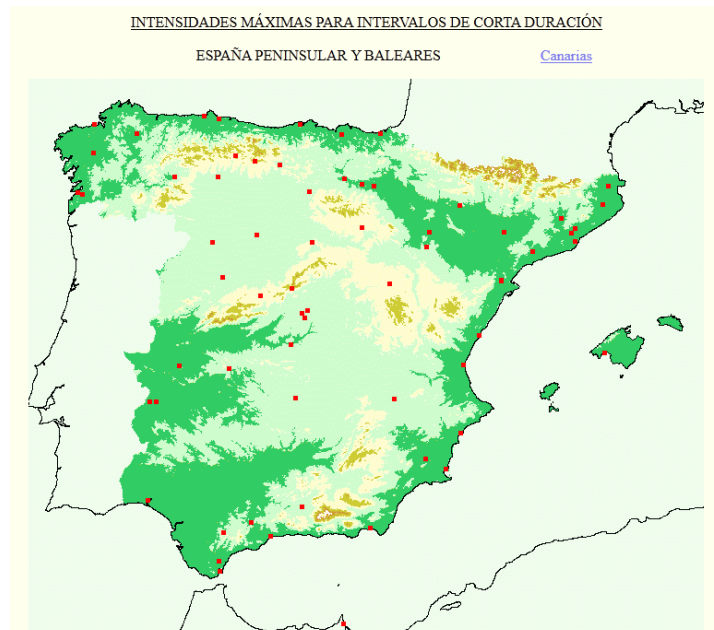 INTENSIDADES MÁXIMAS PARA INTERVALOS DE CORTA DURACIÓN
ESPAÑA PENINSULAR Y BALEARES Canarias